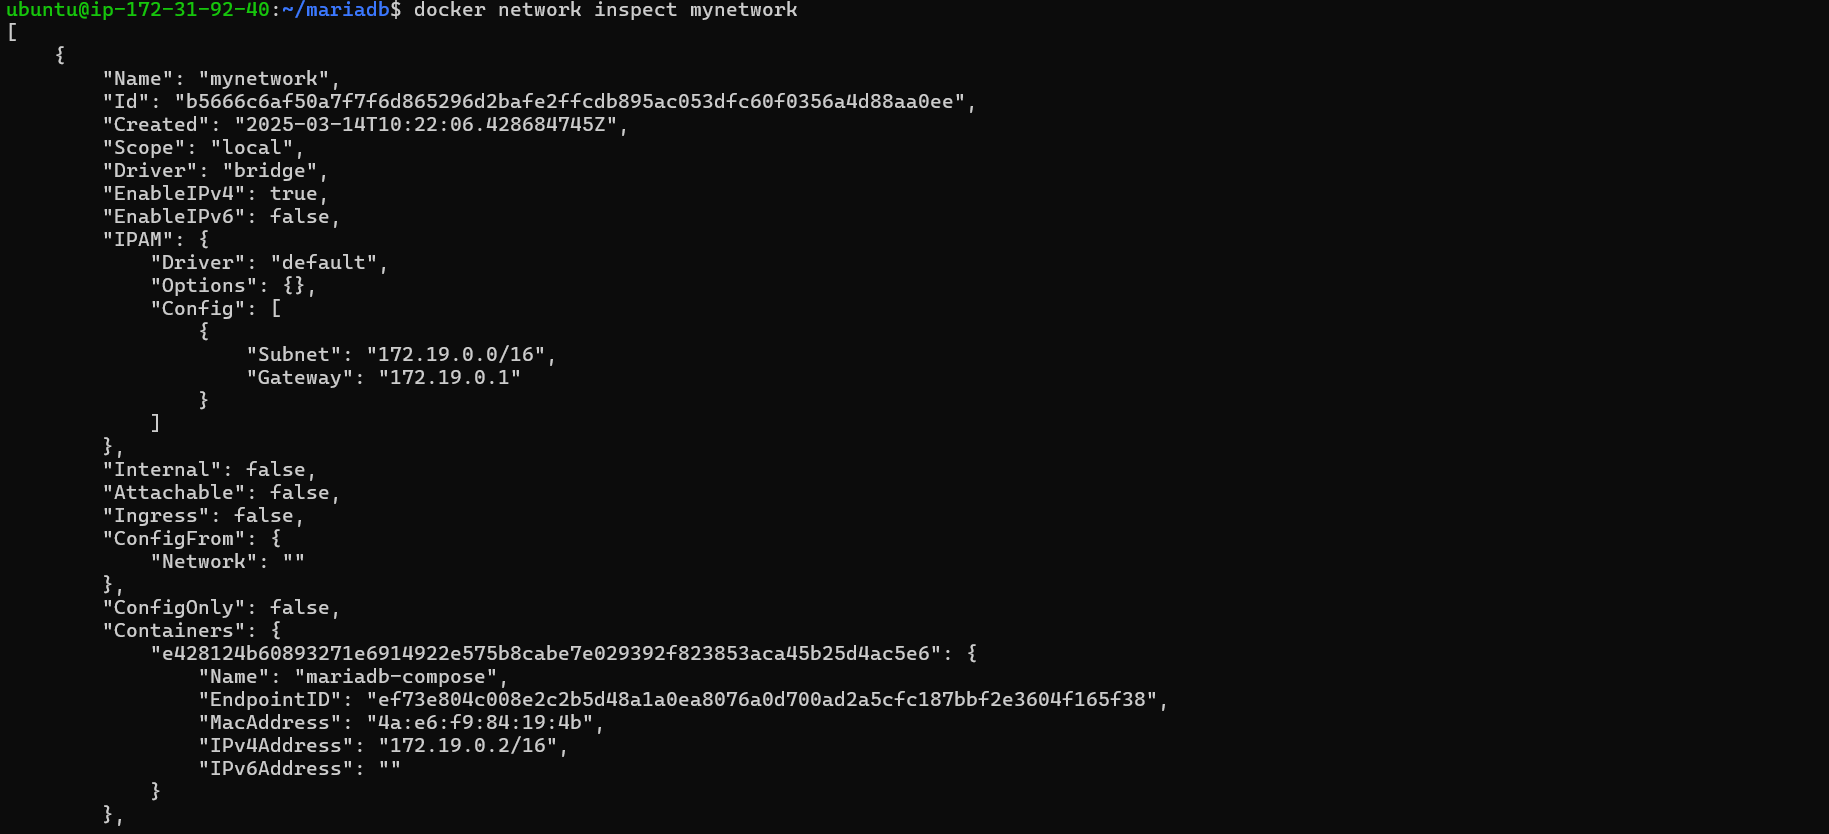 ubuntu@ip-172-31-92-40:~/mariadb$ docker network inspect mynetwork
[
    {
        "Name": "mynetwork",
        "Id": "b5666c6af50a7f7f6d865296d2bafe2ffcdb895ac053dfc60f0356a4d88aa0ee",
        "Created": "2025-03-14T10:22:06.428684745Z",
        "Scope": "local",
        "Driver": "bridge",
        "EnableIPv4": true,
        "EnableIPv6": false,
        "IPAM": {
            "Driver": "default",
            "Options": {},
            "Config": [
                {
                    "Subnet": "172.19.0.0/16",
                    "Gateway": "172.19.0.1"
                }
            ]
        },
        "Internal": false,
        "Attachable": false,
        "Ingress": false,
        "ConfigFrom": {
            "Network": ""
        },
        "ConfigOnly": false,
        "Containers": {
            "e428124b60893271e6914922e575b8cabe7e029392f823853aca45b25d4ac5e6": {
                "Name": "mariadb-compose",
                "EndpointID": "ef73e804c008e2c2b5d48a1a0ea8076a0d700ad2a5cfc187bbf2e3604f165f38",
                "MacAddress": "4a:e6:f9:84:19:4b",
                "IPv4Address": "172.19.0.2/16",
                "IPv6Address": ""
            }
        },